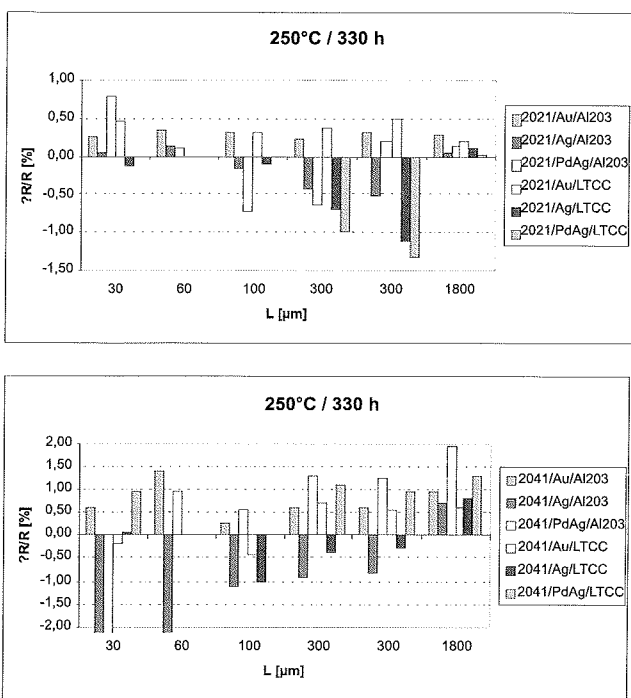 250°C / 330 h
1,00
0,50
0,00
-0,50
-1,00
-1,50
?R/R [%]
30 60 100 300 300 1800
L [µm]
2021/Au/Al203
2021/Ag/Al203
2021/PdAg/Al203
2021/Au/LTCC
2021/Ag/LTCC
2021/PdAg/LTCC
250°C / 330 h
2,00
1,50
1,00
0,50
0,00
-0,50
-1,00
-1,50
-2,00
?R/R [%]
30 60 100 300 300 1800
L [µm]
2041/Au/Al203
2041/Ag/Al203
2041/PdAg/Al203
2041/Au/LTCC
2041/Ag/LTCC
2041/PdAg/LTCC